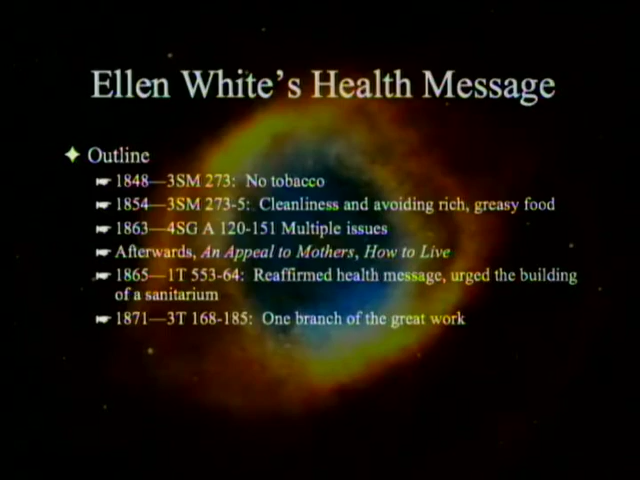 Ellen White's Health Message
Outline
1848—3SM 273: No tobacco
1854—3SM 273-5: Cleanliness and avoiding rich, greasy food
1863—4SG A 120-151 Multiple issues
Afterwards, An Appeal to Mothers, How to Live
1865—1T 553-64: Reaffirmed health message, urged the building
of a sanitarium
1871—3T 168-185: One branch of the great work